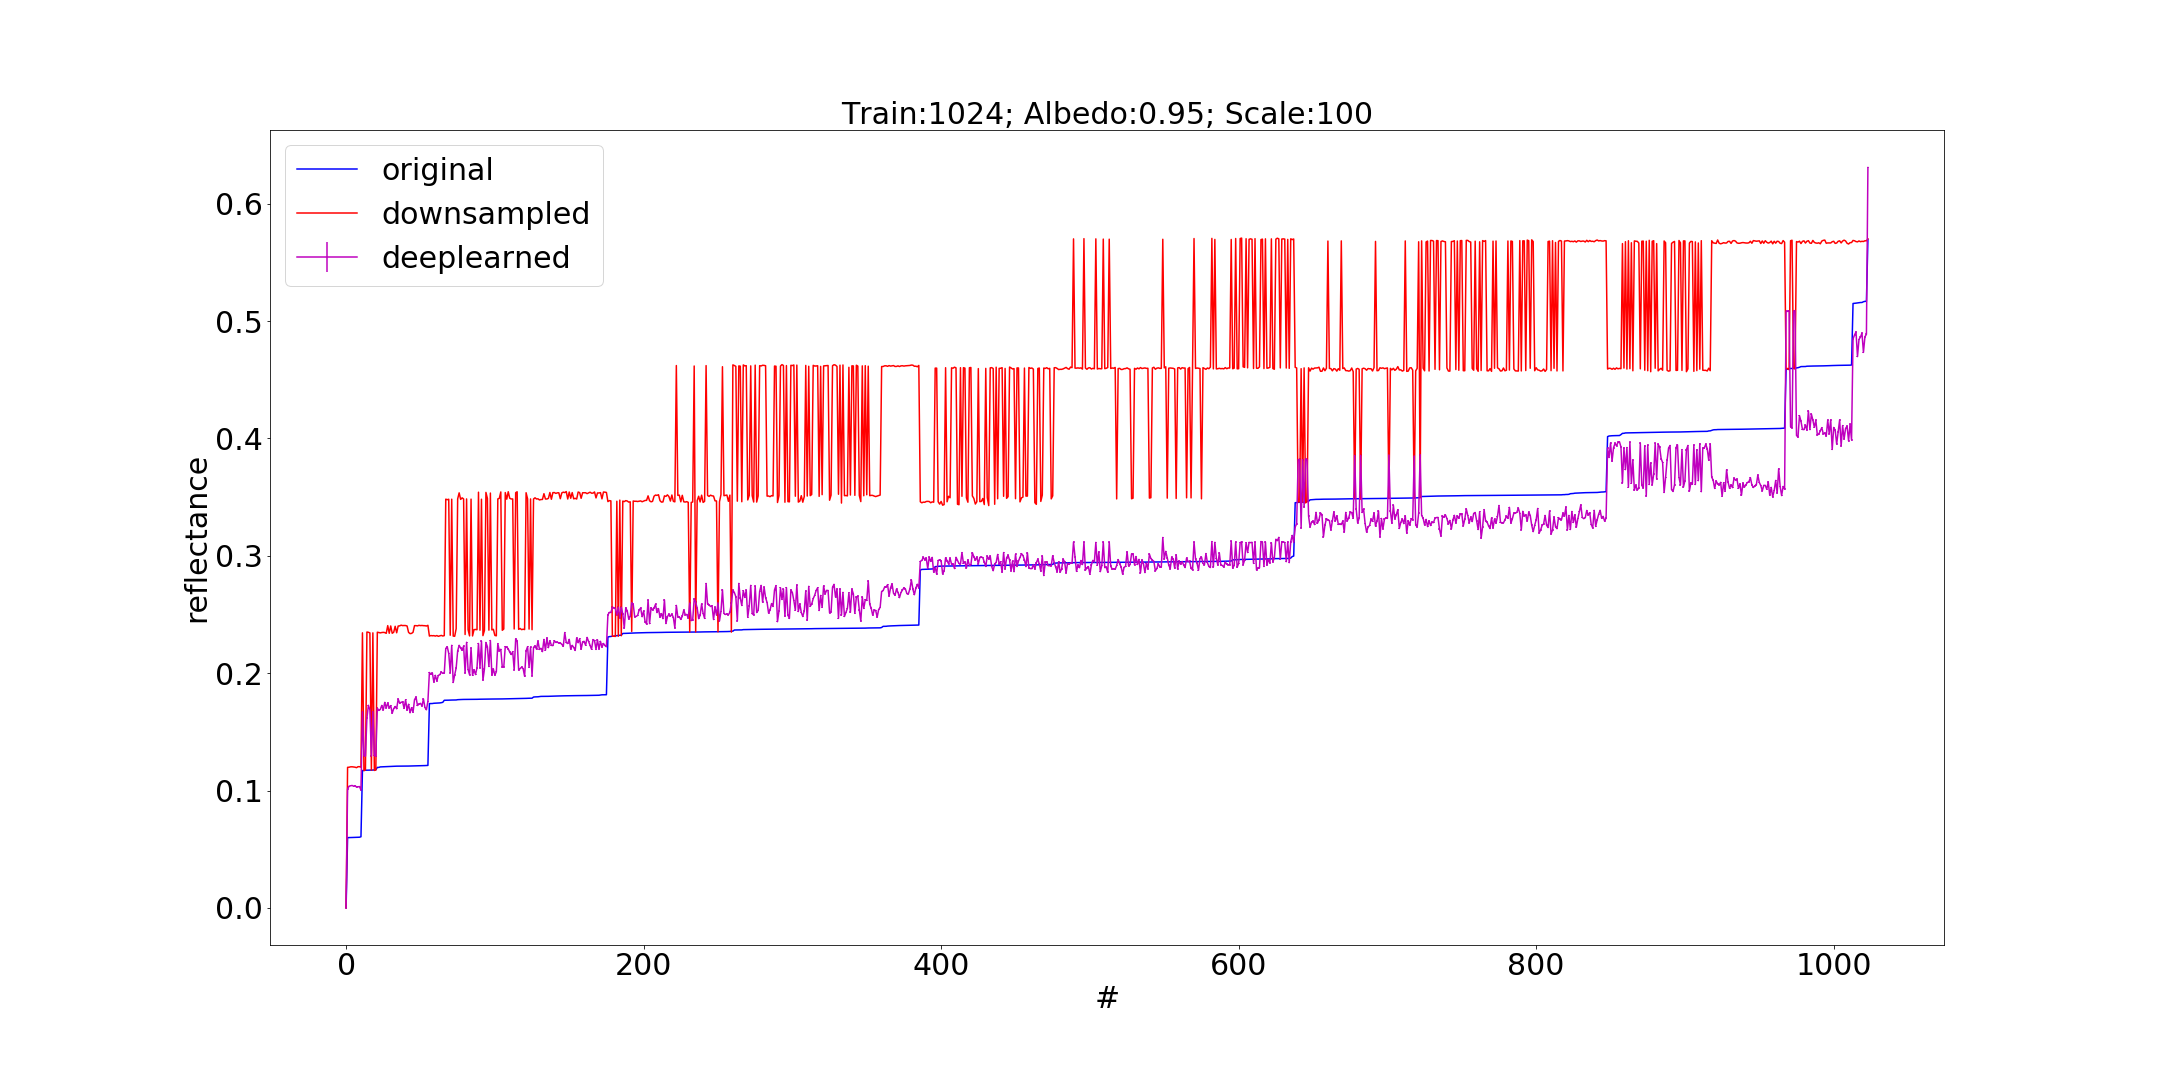 Train:1024; Albedo:0.95; Scale:100
original
downsampled
deeplearned
reflectance
0.6
0.5
0.4
0.3
0.2
0.1
0.0
0 200 400 600 800 1000
#